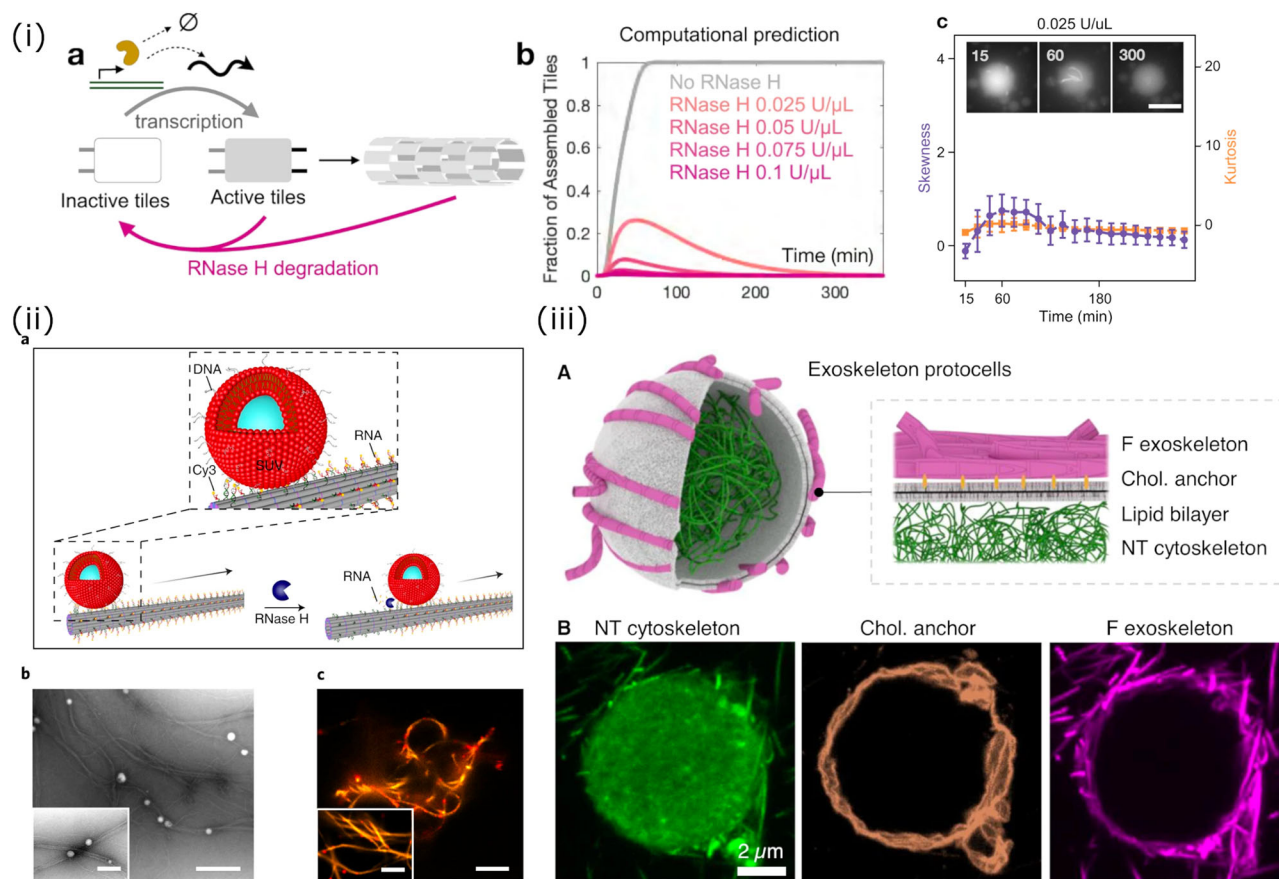 (i)
a
∅
transcription
Inactive tiles
Active tiles
RNase H degradation
b
Computational prediction
Fraction of Assembled Tiles
1
0.8
0.6
0.4
0.2
0
No RNase H
RNase H 0.025 U/µL
RNase H 0.05 U/µL
RNase H 0.075 U/µL
RNase H 0.1 U/µL
Time (min)
0 100 200 300
c
0.025 U/uL
15
60
300
Skewness
4
2
0
Kurtosis
20
10
0
15 60 180
Time (min)
(ii)
a
DNA
RNA
SUV
Cy3
RNA
RNase H
b
c
(iii)
A
Exoskeleton protocells
F exoskeleton
Chol. anchor
Lipid bilayer
NT cytoskeleton
B
NT cytoskeleton
Chol. anchor
F exoskeleton
2 µm